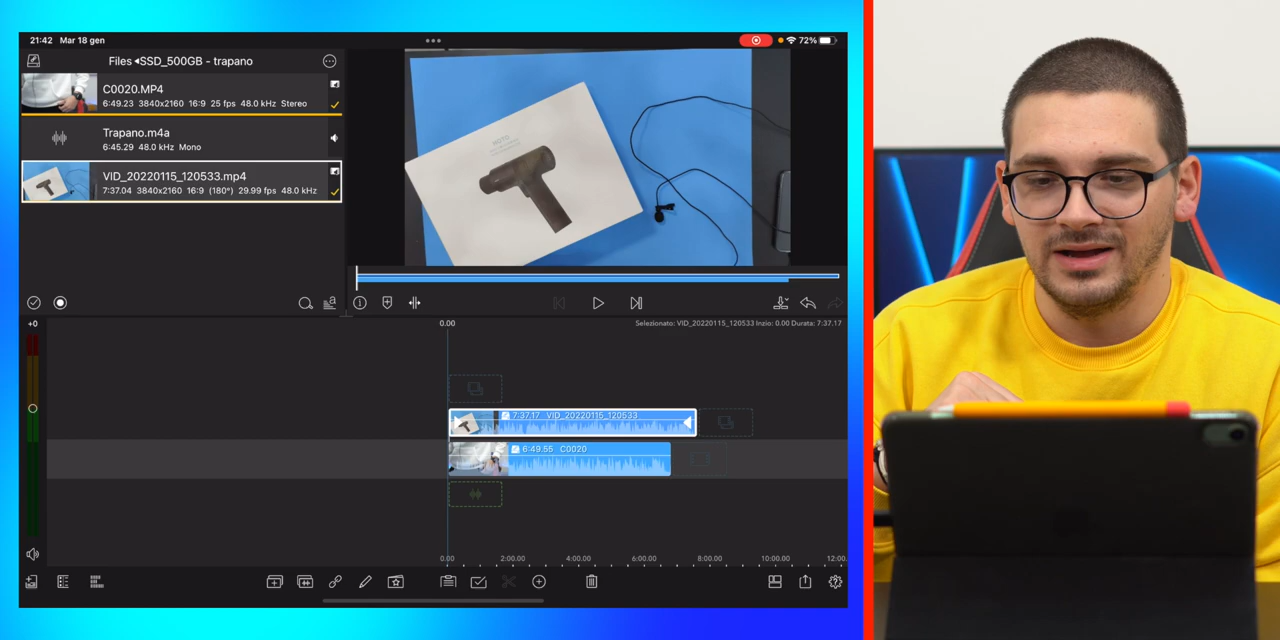 21:42 Mar 18 gen
72%
Files SSD_500GB - trapano
C0020.MP4
6:49.23 3840x2160 16:9 25 fps 48.0 kHz Stereo
Trapano.m4a
6:45.29 48.0 kHz Mono
VID_20220115_120533.mp4
7:37.04 3840x2160 16:9 (180°) 29.99 fps 48.0 kHz
+0
0.00
Selezionato: VID_20220115_120533 Inzio: 0.00 Durata: 7:37.17
7:37.17 VID_20220115_120533
6:49.55 C0020
0.00 2:00.00 4:00.00 6:00.00 8:00.00 10:00.00 12:00.